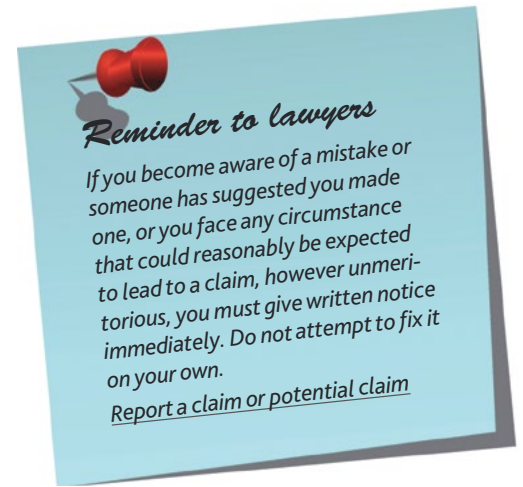 Reminder to lawyers
If you become aware of a mistake or
someone has suggested you made
one, or you face any circumstance
that could reasonably be expected
to lead to a claim, however unmeri-
torious, you must give written notice
immediately. Do not attempt to fix it
on your own.
Report a claim or potential claim